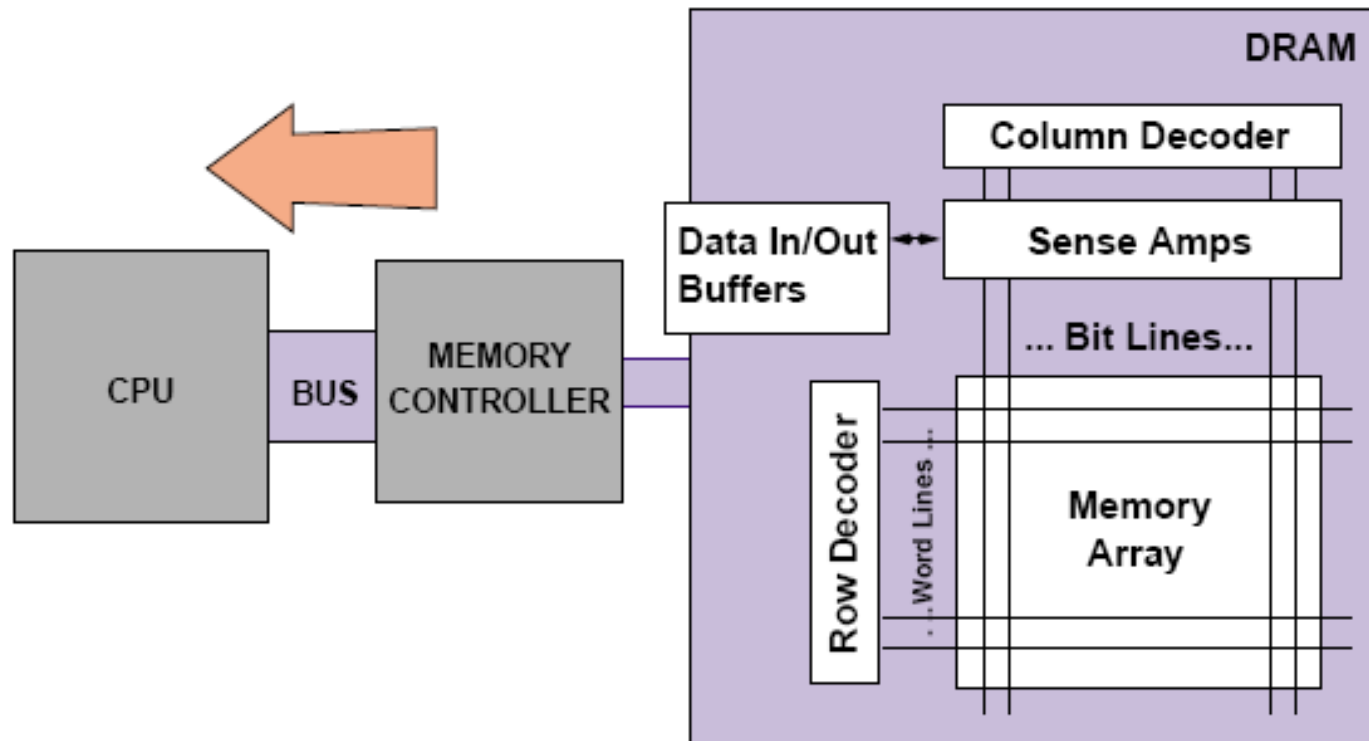 DRAM
Column Decoder
Data In/Out
Buffers
Sense Amps
... Bit Lines...
CPU
BUS
MEMORY
CONTROLLER
Row Decoder
. ...Word Lines ...
Memory
Array